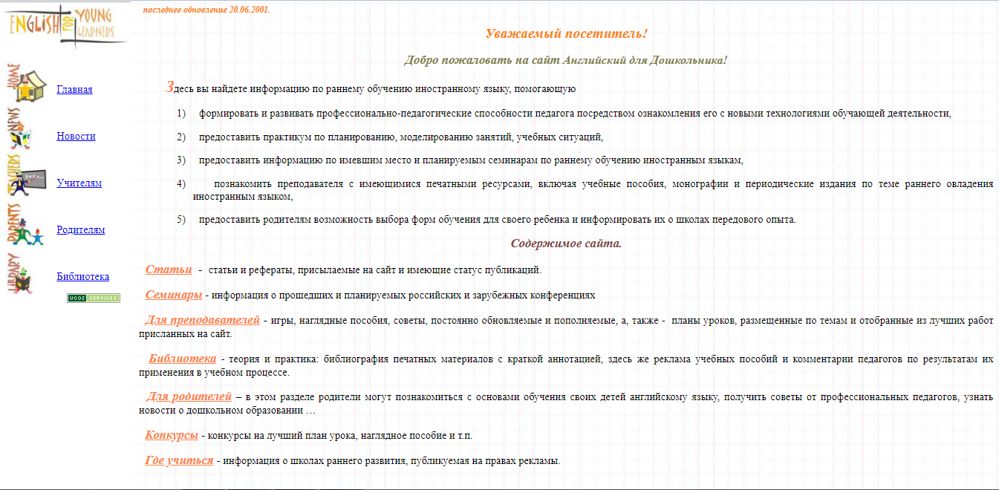 ENGLISH FOR YOUNG LEARNERS
HOME
Главная
NEWS
Новости
TEACHERS
Учителям
PARENTS
Родителям
LIBRARY
Библиотека
UCOZ SERVICES
последнее обновление 20.06.2001.
Уважаемый посетитель!
Добро пожаловать на сайт Английский для Дошкольника!
Здесь вы найдете информацию по раннему обучению иностранному языку, помогающую
1) формировать и развивать профессионально-педагогические способности педагога посредством ознакомления его с новыми технологиями обучающей деятельности,
2) предоставить практикум по планированию, моделированию занятий, учебных ситуаций,
3) предоставить информацию по имевшим место и планируемым семинарам по раннему обучению иностранным языкам,
4) познакомить преподавателя с имеющимися печатными ресурсами, включая учебные пособия, монографии и периодические издания по теме раннего овладения
иностранным языком,
5) предоставить родителям возможность выбора форм обучения для своего ребенка и информировать их о школах передового опыта.
Содержимое сайта.
Статьи - статьи и рефераты, присылаемые на сайт и имеющие статус публикаций.
Семинары - информация о прошедших и планируемых российских и зарубежных конференциях
Для преподавателей - игры, наглядные пособия, советы, постоянно обновляемые и пополняемые, а, также - планы уроков, размещенные по темам и отобранные из лучших работ
присланных на сайт.
Библиотека - теория и практика: библиография печатных материалов с краткой аннотацией, здесь же реклама учебных пособий и комментарии педагогов по результатам их
применения в учебном процессе.
Для родителей – в этом разделе родители могут познакомиться с основами обучения своих детей английскому языку, получить советы от профессиональных педагогов, узнать
новости о дошкольном образовании …
Конкурсы - конкурсы на лучший план урока, наглядное пособие и т.п.
Где учиться - информация о школах раннего развития, публикуемая на правах рекламы.